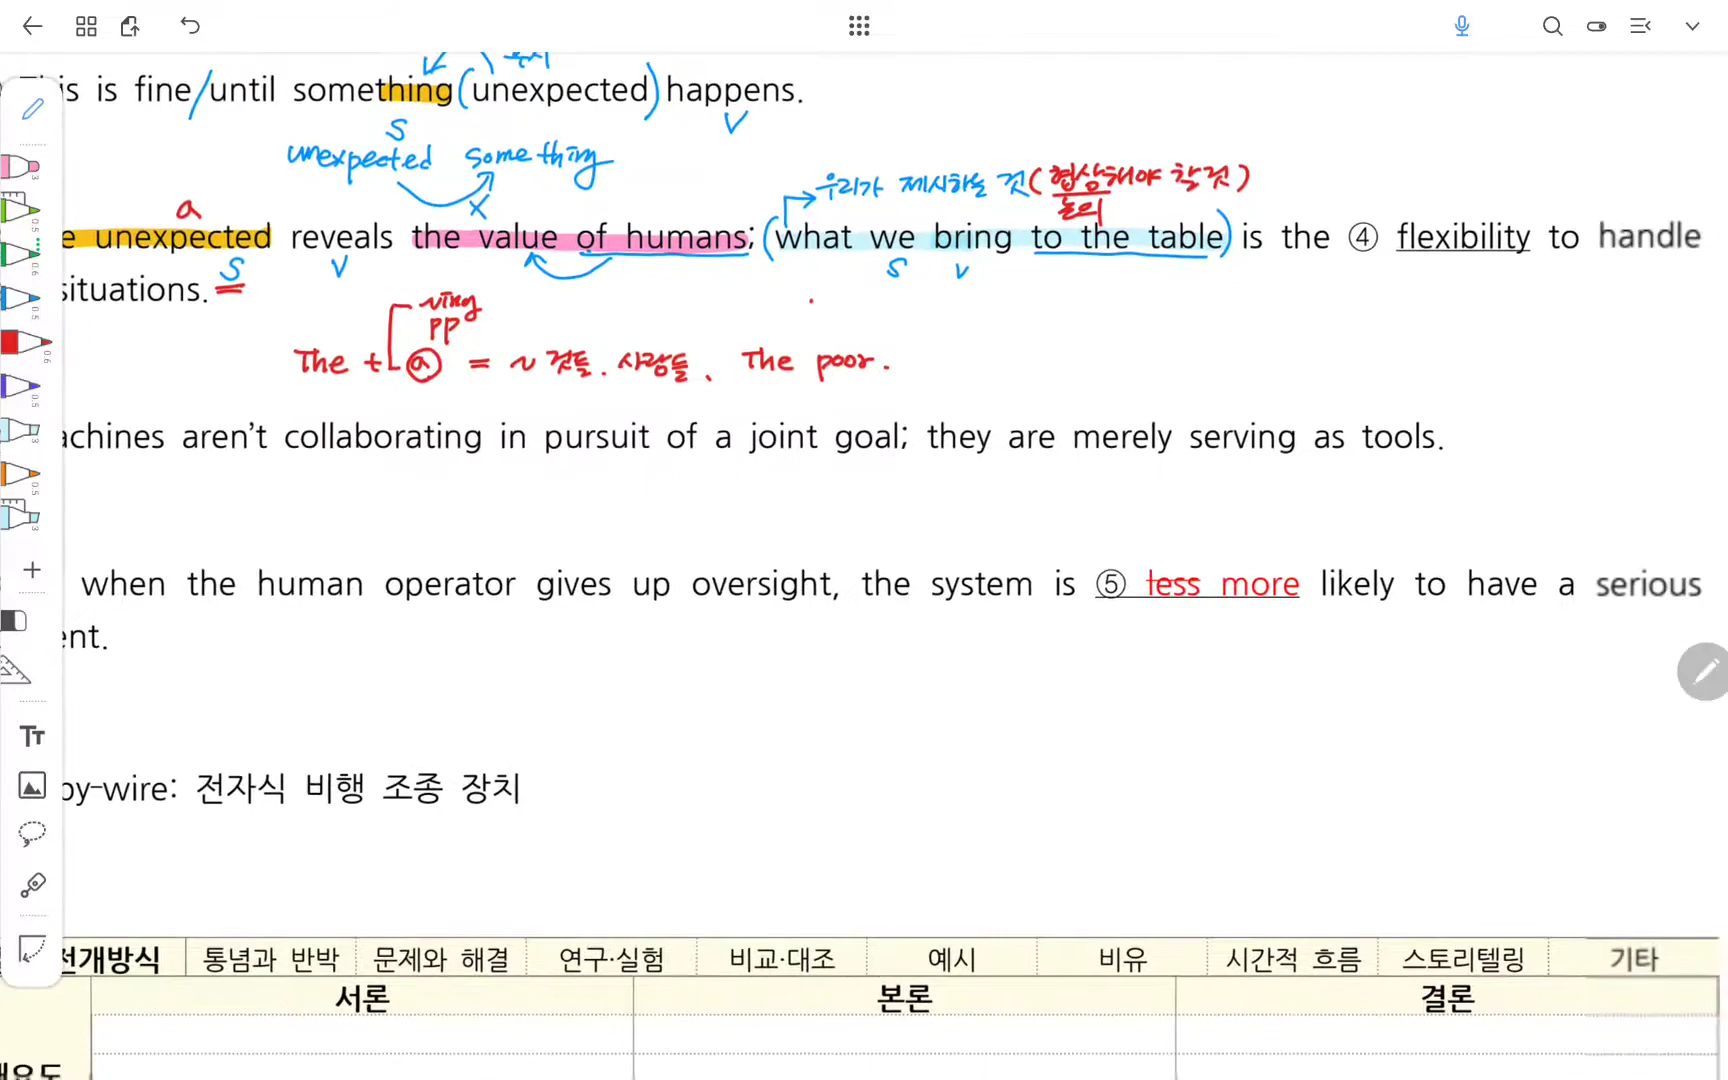 is is fine/until something (unexpected) happens.
S
V
unexpected something
X
우리가 제시하는 것 (협상해야 할것)
논의
a
e unexpected reveals the value of humans; (what we bring to the table) is the ④ flexibility to handle
S V S V
situations.
ving
pp
The + ⓐ = ~ 것들. 사람들, The poor.
achines aren't collaborating in pursuit of a joint goal; they are merely serving as tools.
when the human operator gives up oversight, the system is ⑤ less more likely to have a serious
ent.
by-wire: 전자식 비행 조종 장치
전개방식 통념과 반박 문제와 해결 연구·실험 비교·대조 예시 비유 시간적 흐름 스토리텔링 기타
서론 본론 결론